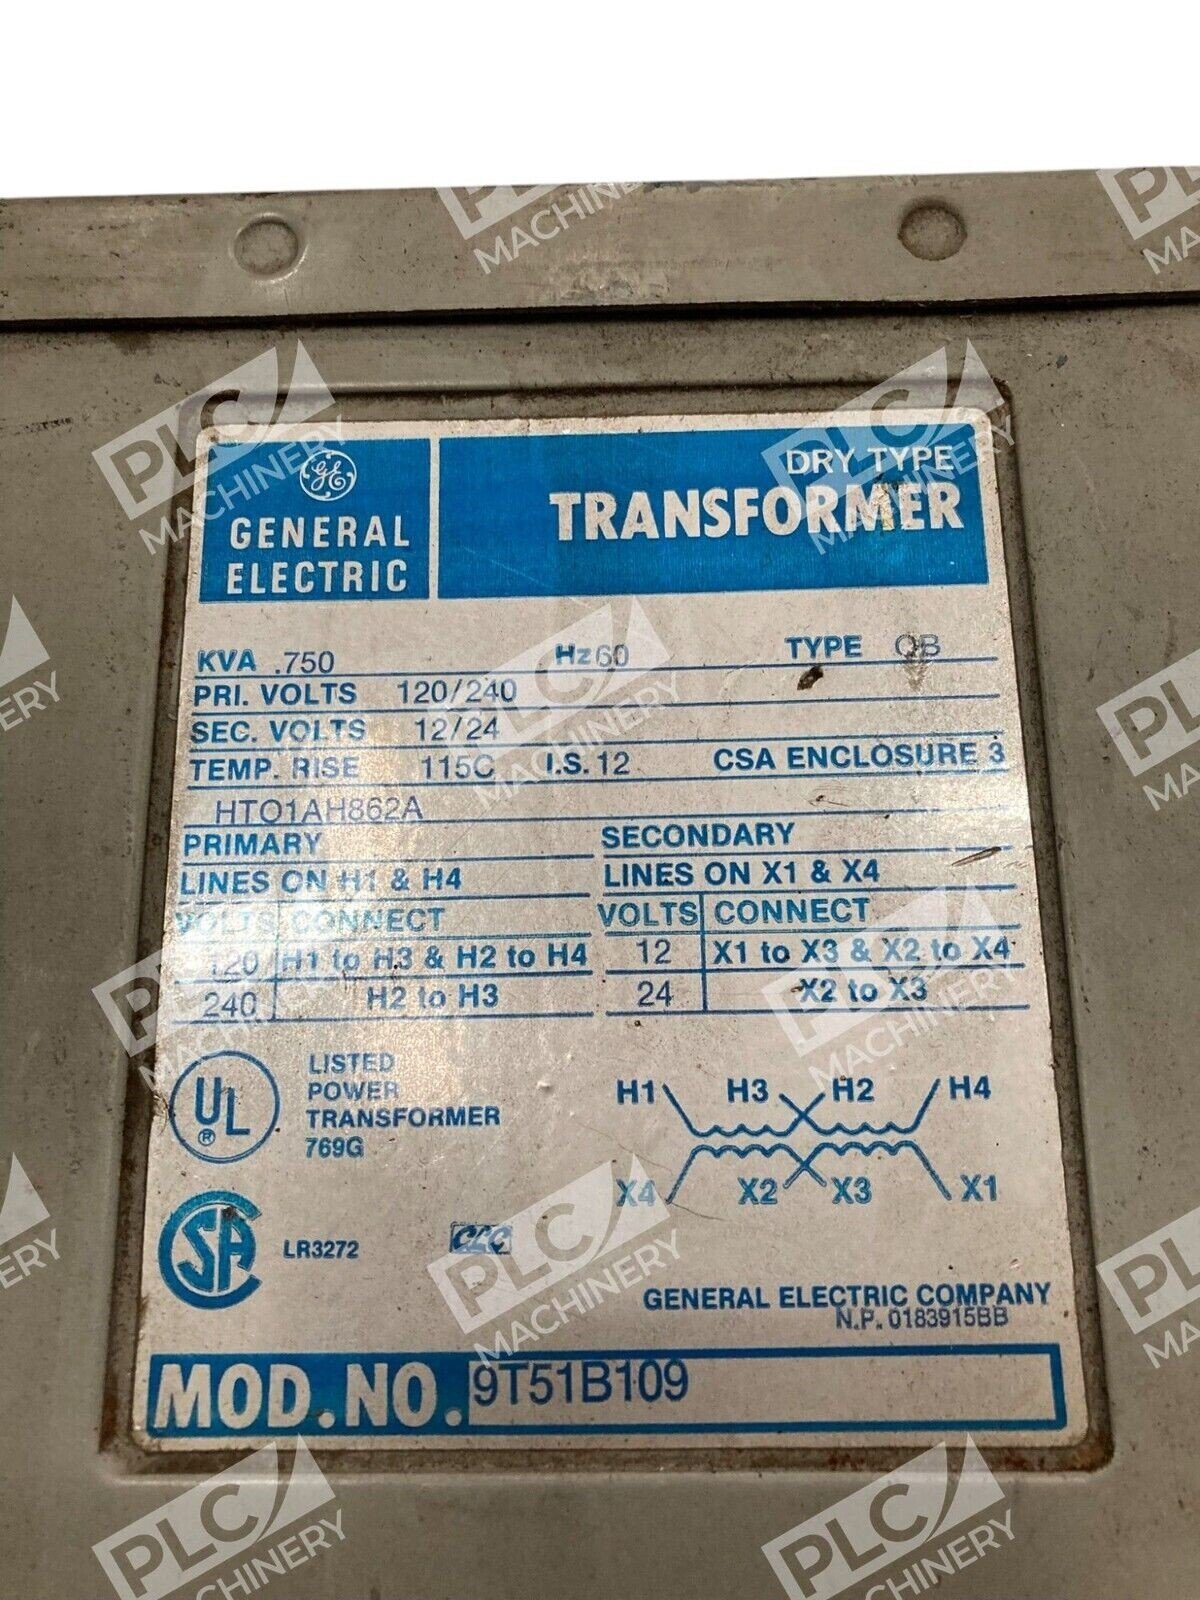 PLC MACHINERY
GE
GENERAL ELECTRIC
DRY TYPE
TRANSFORMER
KVA .750 Hz 60 TYPE QB
PRI. VOLTS 120/240
SEC. VOLTS 12/24
TEMP. RISE 115C I.S. 12 CSA ENCLOSURE 3
HTO1AH862A
PRIMARY SECONDARY
LINES ON H1 & H4 LINES ON X1 & X4
VOLTS CONNECT VOLTS CONNECT
120 H1 to H3 & H2 to H4 12 X1 to X3 & X2 to X4
240 H2 to H3 24 X2 to X3
UL ®
LISTED
POWER
TRANSFORMER
769G
H1 H3 H2 H4
X4 X2 X3 X1
CSA LR3272
GENERAL ELECTRIC COMPANY
N.P. 0183915BB
MOD. NO. 9T51B109